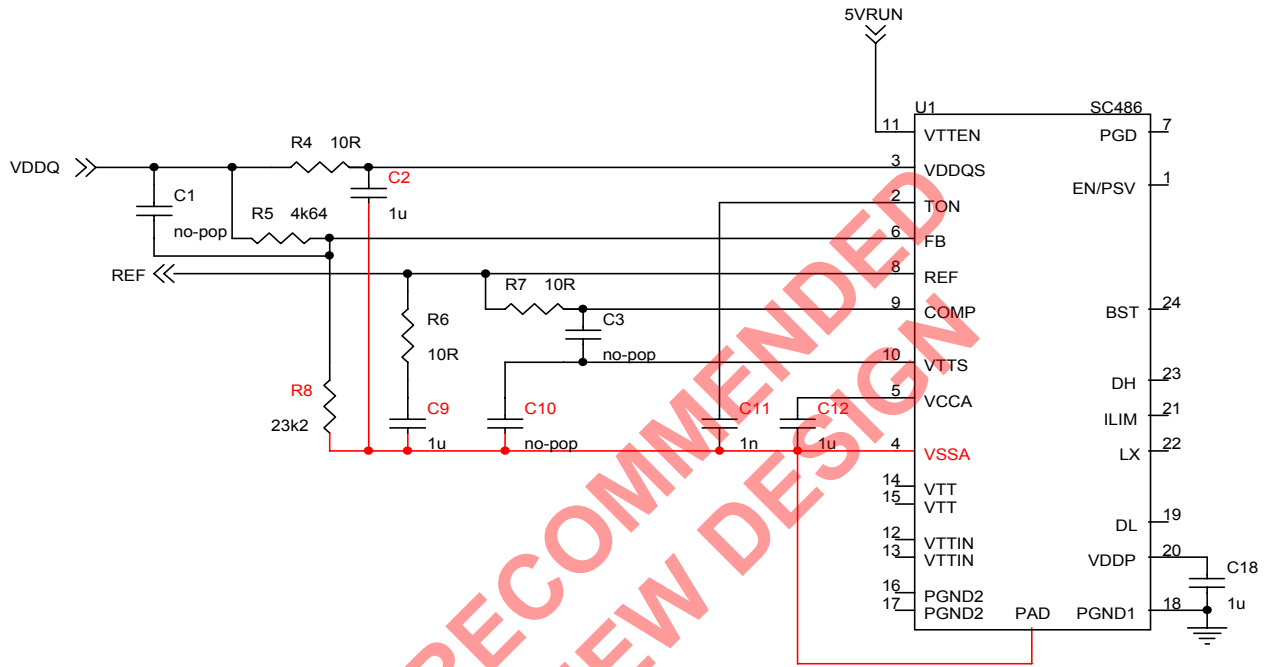 5VRUN
U1 SC486
11 VTTEN PGD 7
R4 10R
VDDQ 3 VDDQS
C2
C1 1u EN/PSV 1
2 TON
R5 4k64
no-pop 6 FB
REF 8 REF
R7 10R
9 COMP BST 24
R6 C3
10R no-pop 10 VTTS
DH 23
R8 5 VCCA
C9 C10 C11 C12 ILIM 21
23k2 1u no-pop 1n 1u
4 VSSA LX 22
14 VTT
15 VTT
DL 19
12 VTTIN
13 VTTIN VDDP 20
C18
16 PGND2 1u
17 PGND2 PAD PGND1 18
RECOMMENDED
EW DESIGN